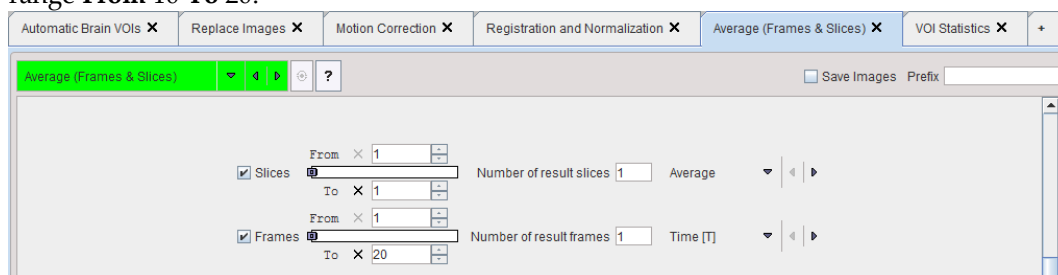 range From 10 To 20.
Automatic Brain VOIs X Replace Images X Motion Correction X Registration and Normalization X Average (Frames & Slices) X VOI Statistics X +
Average (Frames & Slices) ? Save Images Prefix
From 1
Slices Number of result slices 1 Average
To 1
From 1
Frames Number of result frames 1 Time [T]
To 20